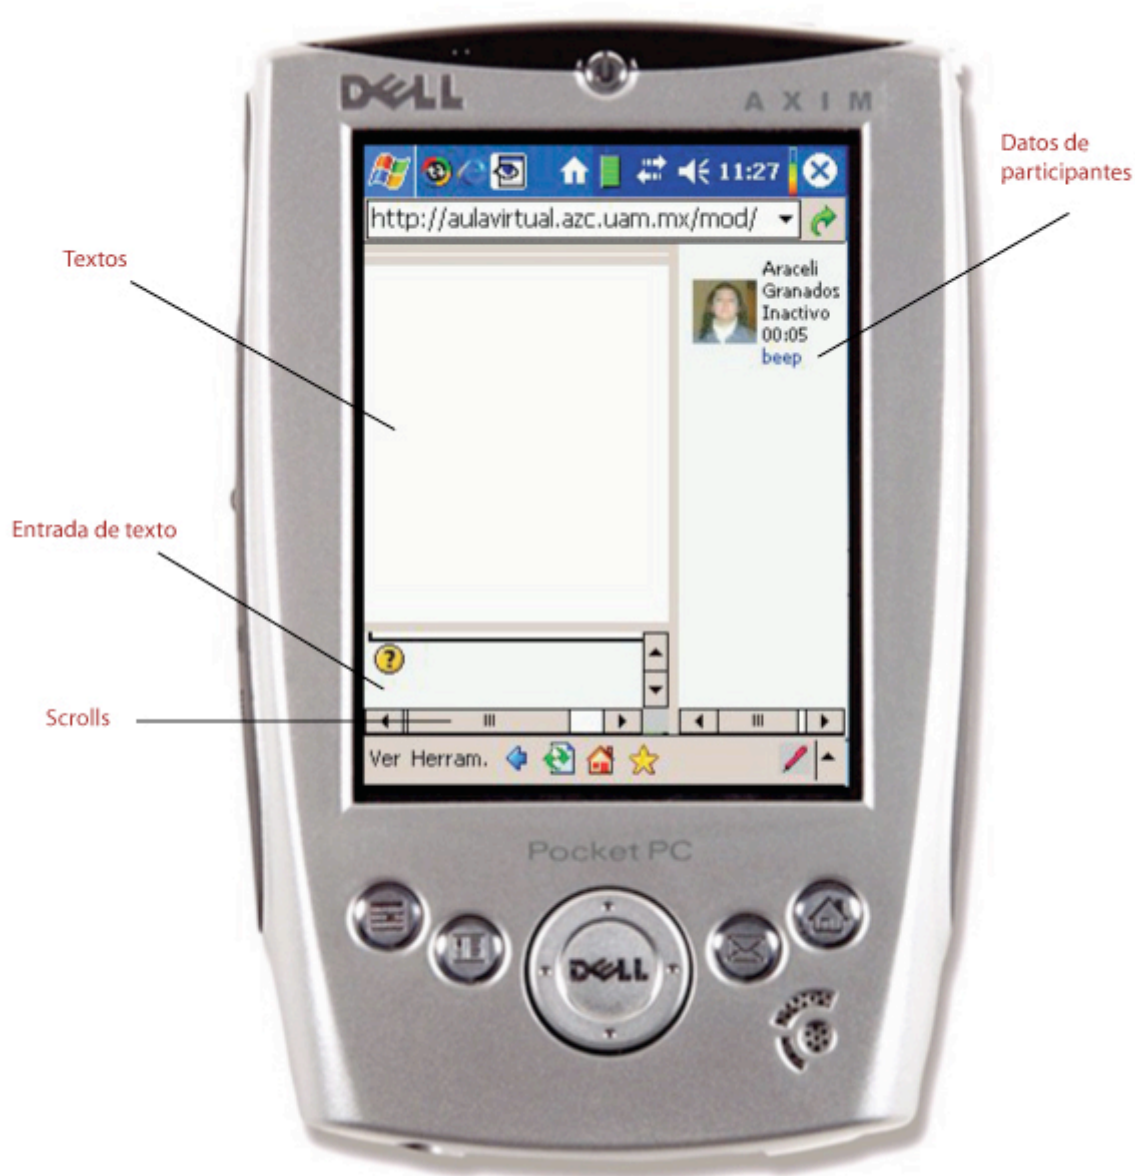 DELL
AXIM
11:27
http://aulavirtual.azc.uam.mx/mod/
Araceli
Granados
Inactivo
00:05
beep
Datos de
participantes
Textos
Entrada de texto
Scrolls
?
Ver Herram.
Pocket PC
DELL